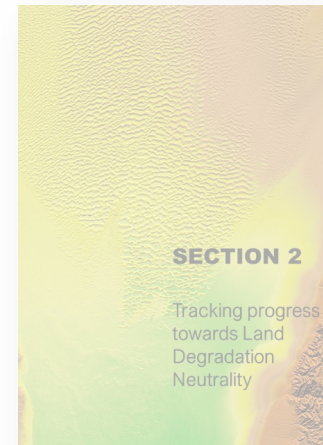 SECTION 2
Tracking progress
towards Land
Degradation
Neutrality